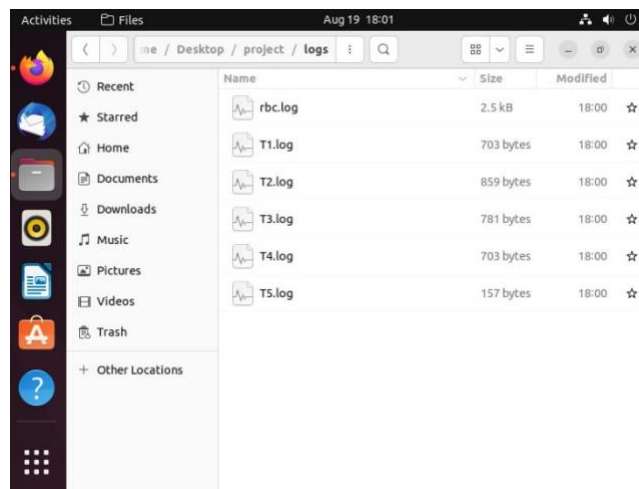 Activities Files Aug 19 18:01
me / Desktop / project / logs
Name Size Modified
Recent
Starred
Home
Documents
Downloads
Music
Pictures
Videos
Trash
+ Other Locations
rbc.log 2.5 kB 18:00
T1.log 703 bytes 18:00
T2.log 859 bytes 18:00
T3.log 781 bytes 18:00
T4.log 703 bytes 18:00
T5.log 157 bytes 18:00